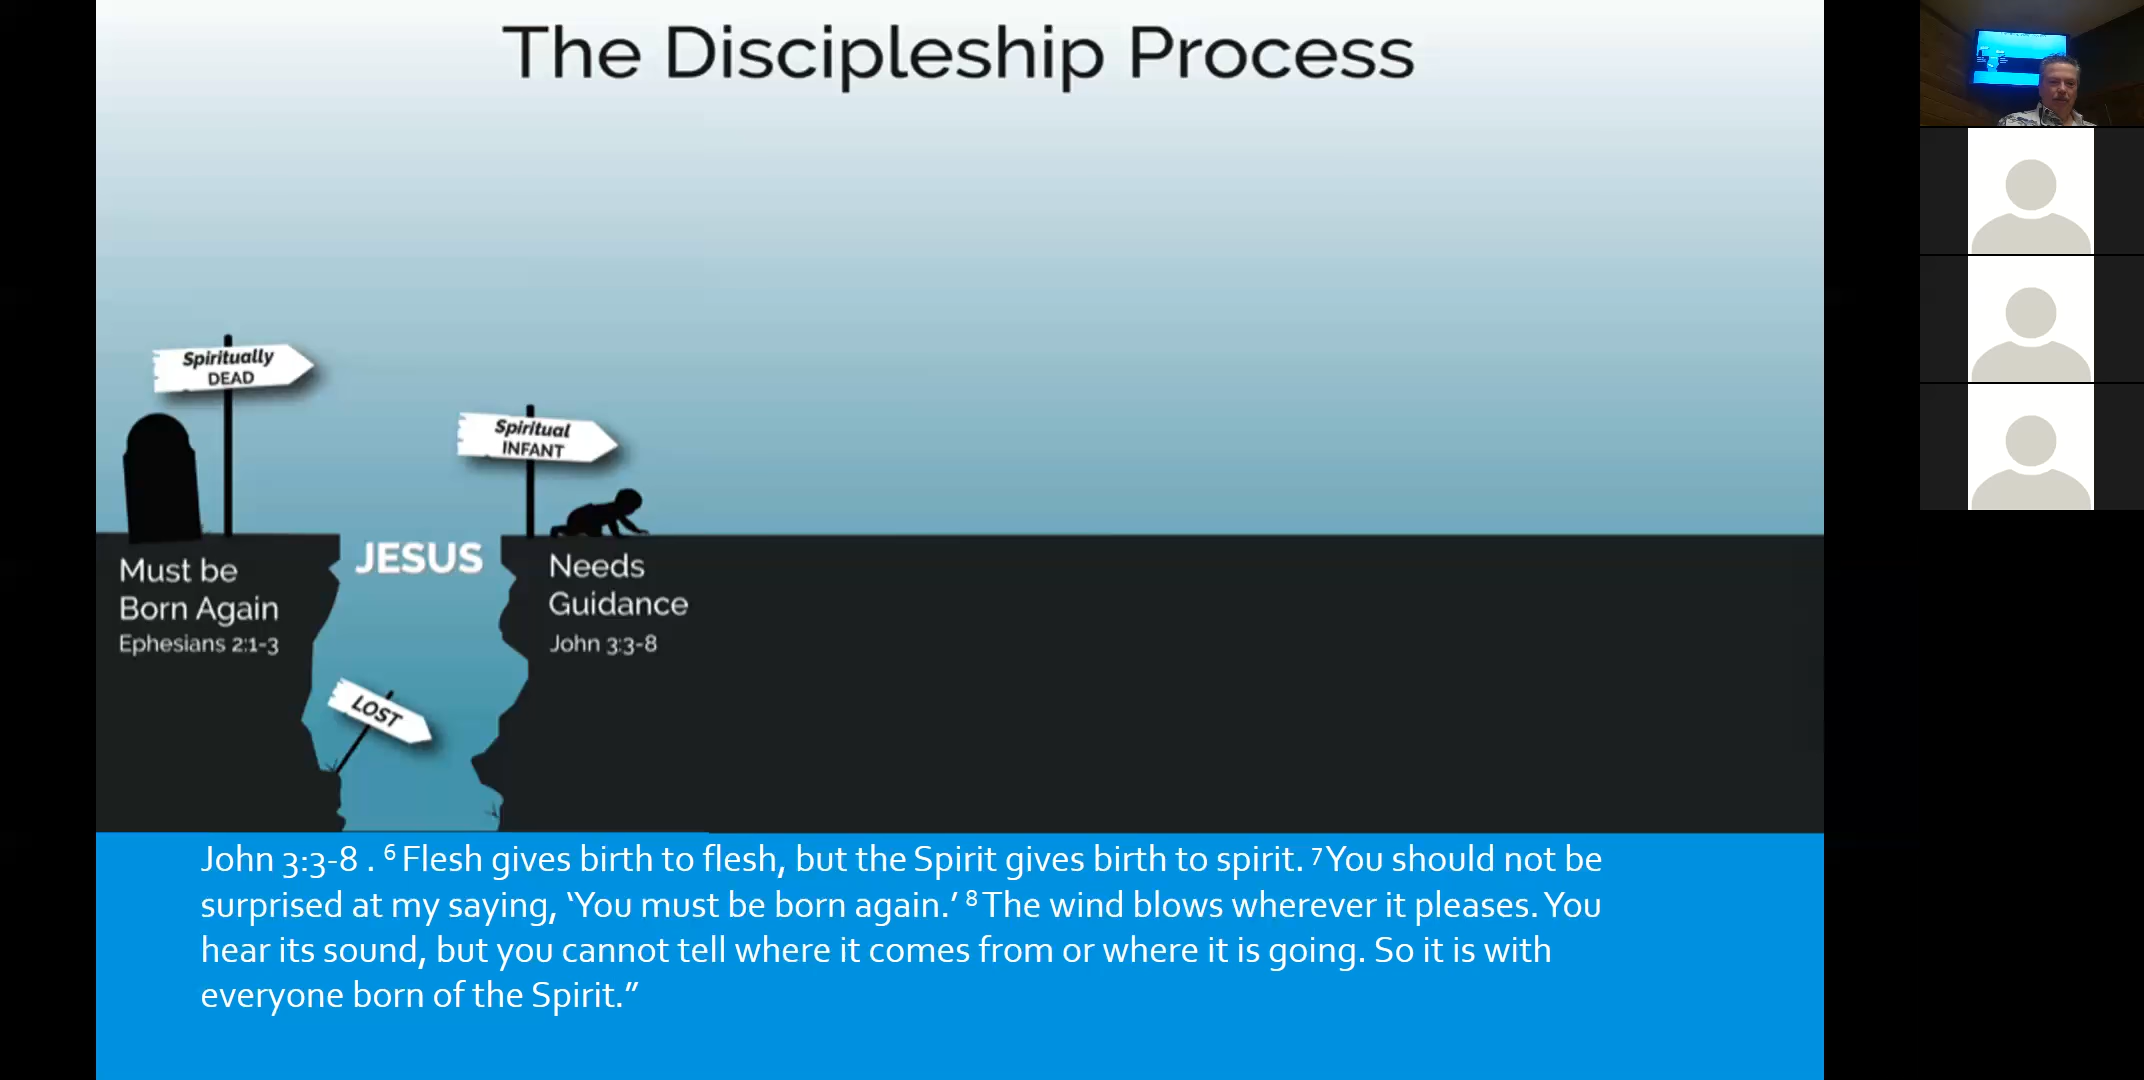 The Discipleship Process
Spiritually
DEAD
Spiritual
INFANT
JESUS
Must be
Born Again
Ephesians 2:1-3
Needs
Guidance
John 3:3-8
LOST
John 3:3-8 . 6 Flesh gives birth to flesh, but the Spirit gives birth to spirit. 7 You should not be
surprised at my saying, ‘You must be born again.’ 8 The wind blows wherever it pleases. You
hear its sound, but you cannot tell where it comes from or where it is going. So it is with
everyone born of the Spirit.”